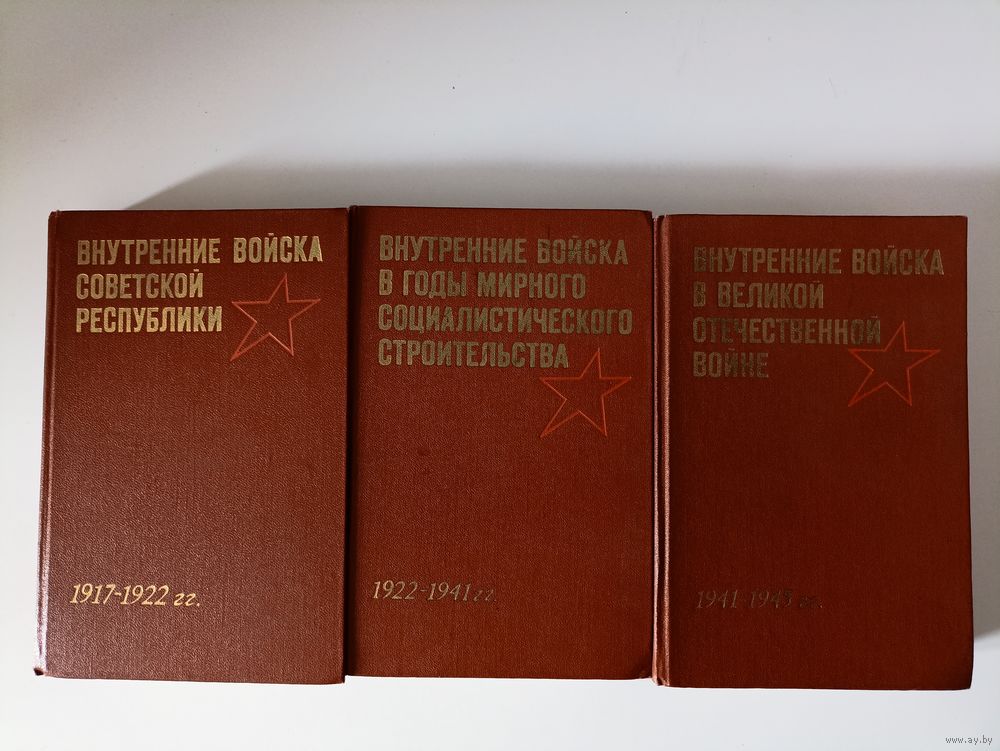 ВНУТРЕННИЕ ВОЙСКА
СОВЕТСКОЙ
РЕСПУБЛИКИ
1917-1922 гг.
ВНУТРЕННИЕ ВОЙСКА
В ГОДЫ МИРНОГО
СОЦИАЛИСТИЧЕСКОГО
СТРОИТЕЛЬСТВА
1922-1941 гг.
ВНУТРЕННИЕ ВОЙСКА
В ВЕЛИКОЙ
ОТЕЧЕСТВЕННОЙ
ВОЙНЕ
1941-1945 гг.
www.ay.by